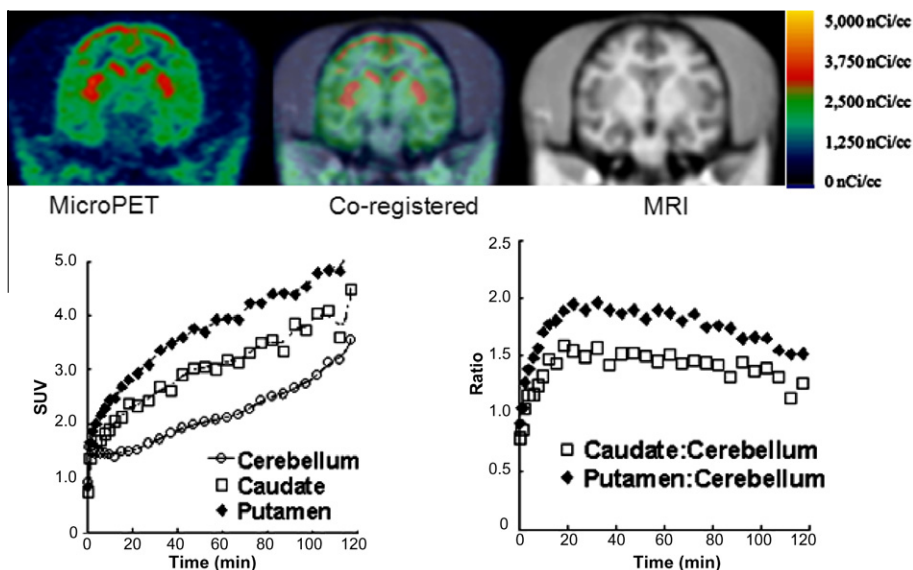 5,000 nCi/cc
3,750 nCi/cc
2,500 nCi/cc
1,250 nCi/cc
0 nCi/cc
MicroPET
Co-registered
MRI
5.0
4.0
3.0
2.0
1.0
0.0
SUV
Cerebellum
Caudate
Putamen
0 20 40 60 80 100 120
Time (min)
2.5
2.0
1.5
1.0
0.5
0
Ratio
Caudate:Cerebellum
Putamen:Cerebellum
0 20 40 60 80 100 120
Time (min)